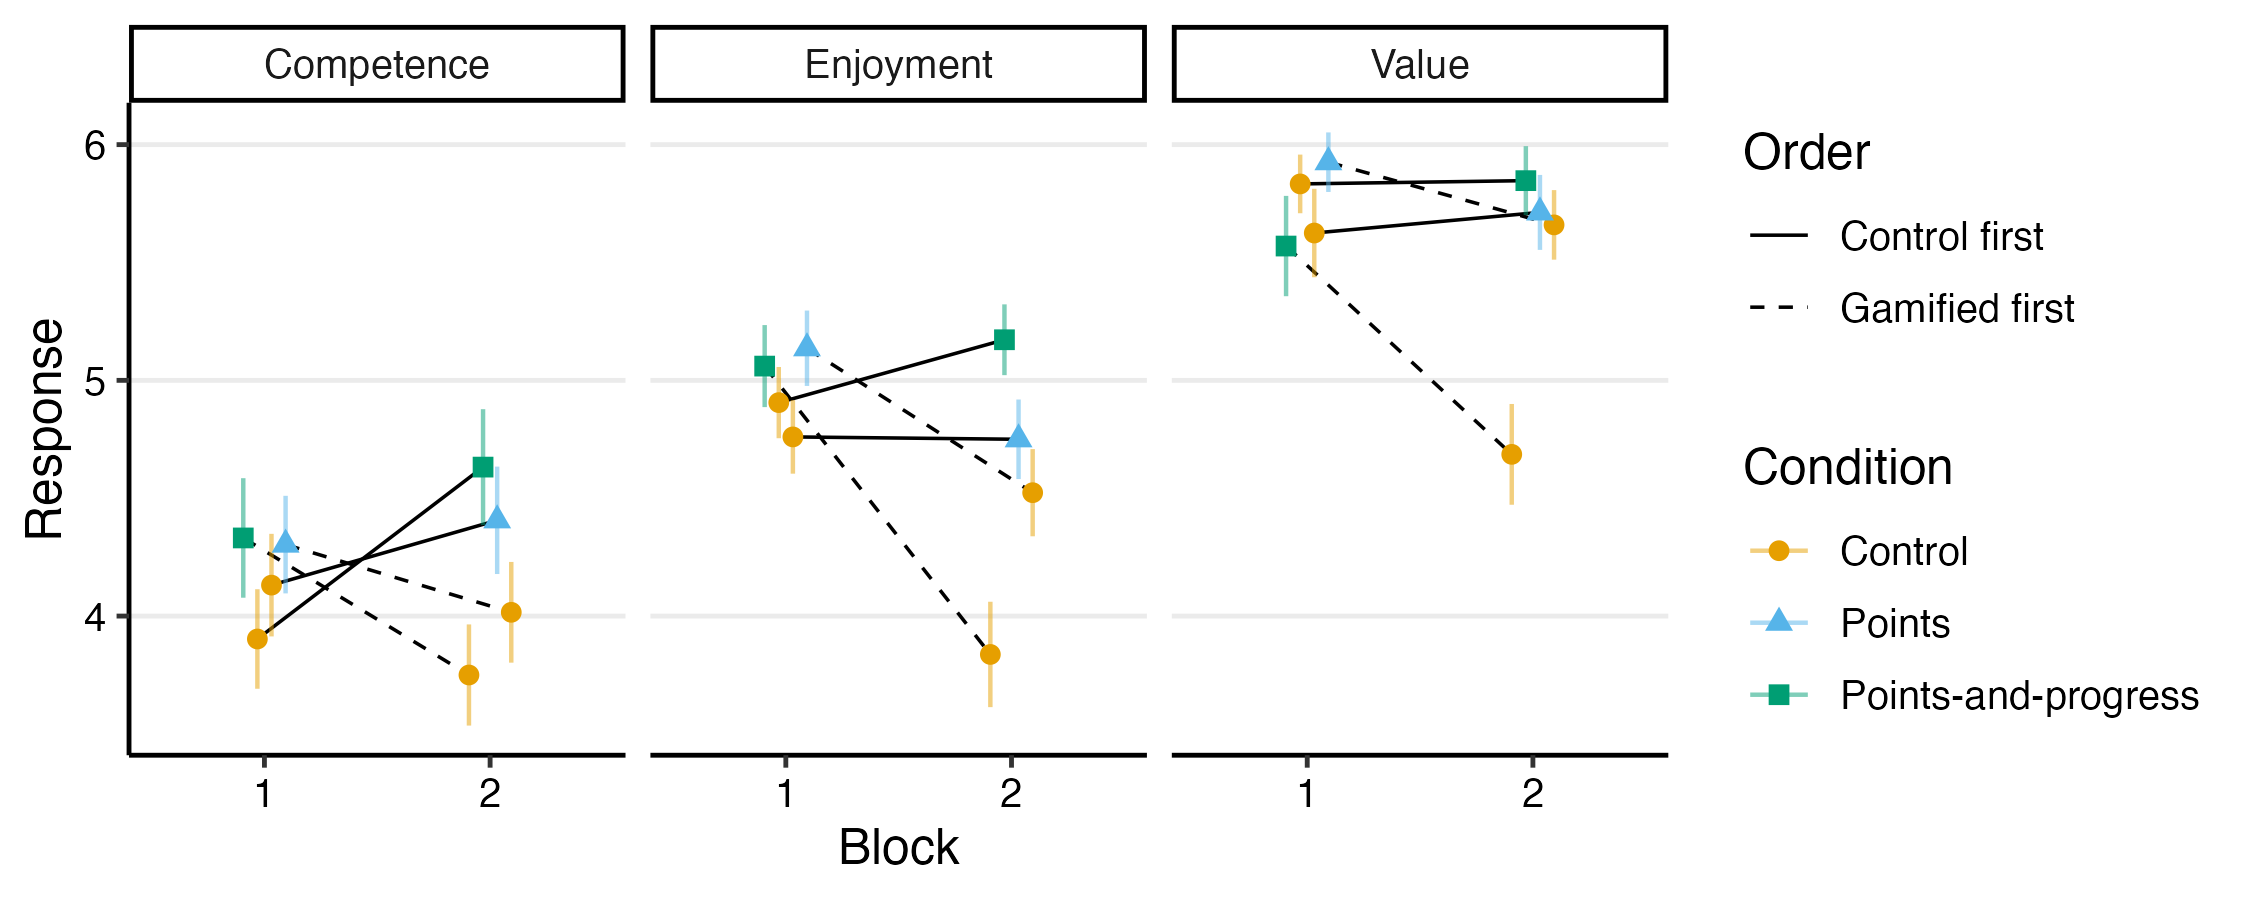 Competence
Enjoyment
Value
Response
6
5
4
1
2
1
2
1
2
Block
Order
Control first
Gamified first
Condition
Control
Points
Points-and-progress